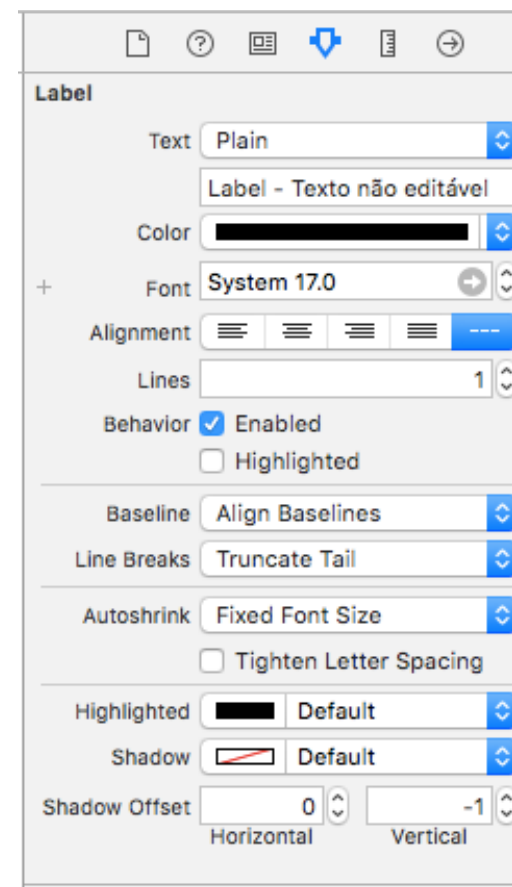 Label
Text Plain
Label - Texto não editável
Color
+ Font System 17.0
Alignment ---
Lines 1
Behavior Enabled
Highlighted
Baseline Align Baselines
Line Breaks Truncate Tail
Autoshrink Fixed Font Size
Tighten Letter Spacing
Highlighted Default
Shadow Default
Shadow Offset 0 -1
Horizontal Vertical